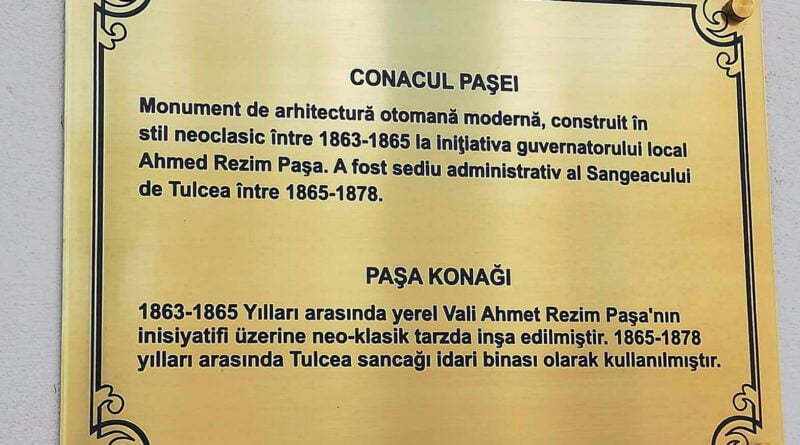 CONACUL PAŞEI
Monument de arhitectură otomană modernă, construit în
stil neoclasic între 1863-1865 la iniţiativa guvernatorului local
Ahmed Rezim Paşa. A fost sediu administrativ al Sangeacului
de Tulcea între 1865-1878.
PAŞA KONAĞI
1863-1865 Yılları arasında yerel Vali Ahmet Rezim Paşa'nın
inisiyatifi üzerine neo-klasik tarzda inşa edilmiştir. 1865-1878
yılları arasında Tulcea sancağı idari binası olarak kullanılmıştır.